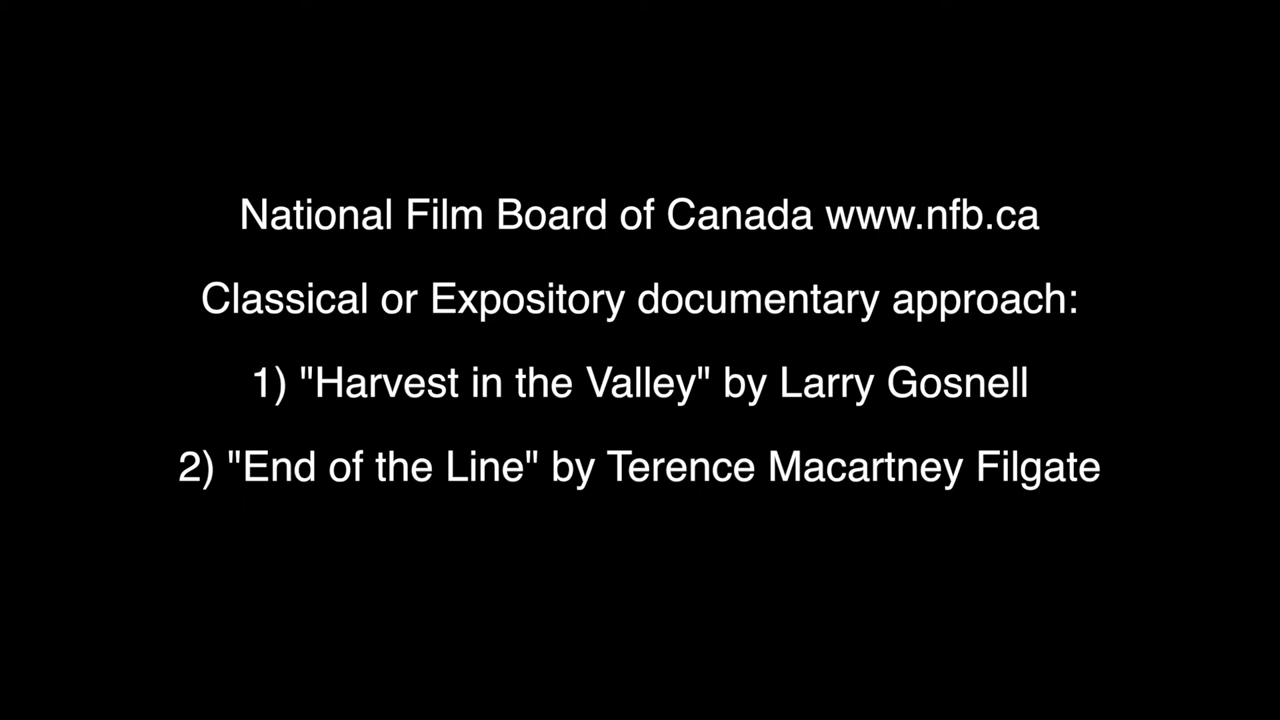 National Film Board of Canada www.nfb.ca
Classical or Expository documentary approach:
1) "Harvest in the Valley" by Larry Gosnell
2) "End of the Line" by Terence Macartney Filgate